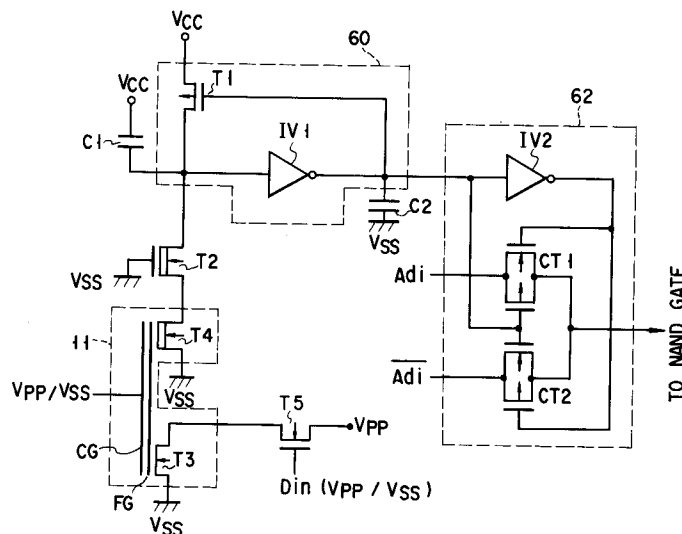 VCC
60
VCC
T1
62
C1
IV1
IV2
C2
VSS
T2
VSS
CT1
Adi
TO NAND GATE
11
T4
VPP/VSS
VSS
Adi
CT2
T5
VPP
CG
T3
Din (VPP/VSS)
FG
VSS